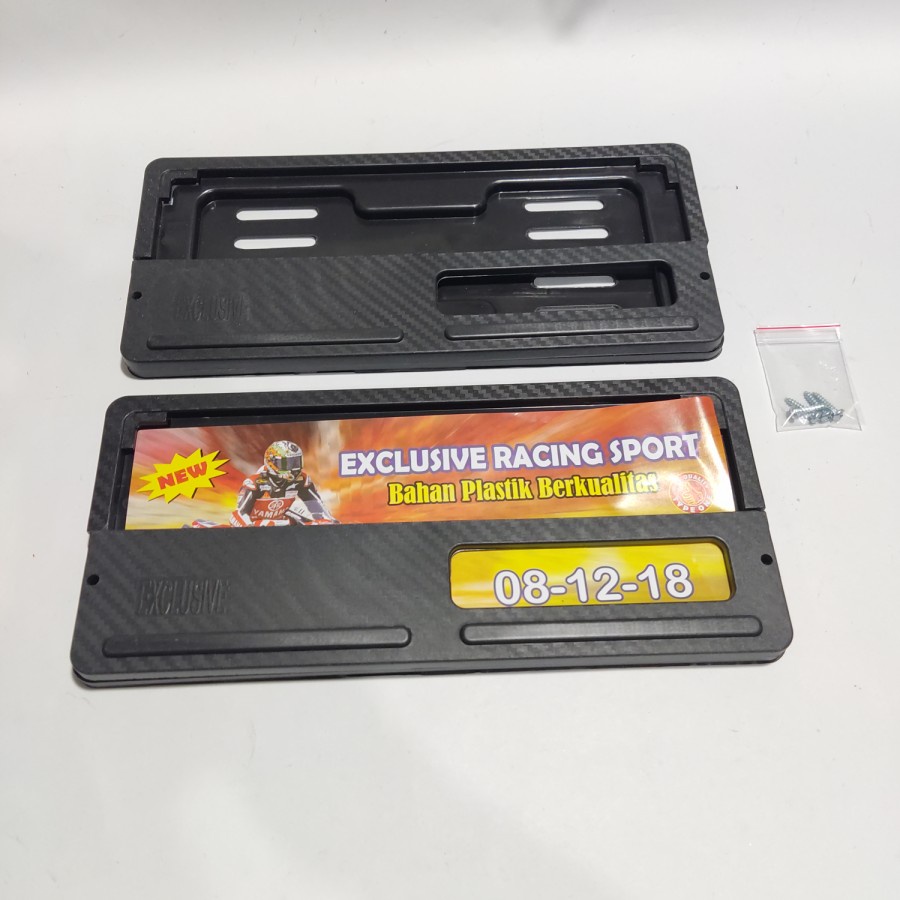 EXCLUSIVE
NEW
EXCLUSIVE RACING SPORT
Bahan Plastik Berkualitas
EXCLUSIVE
08-12-18